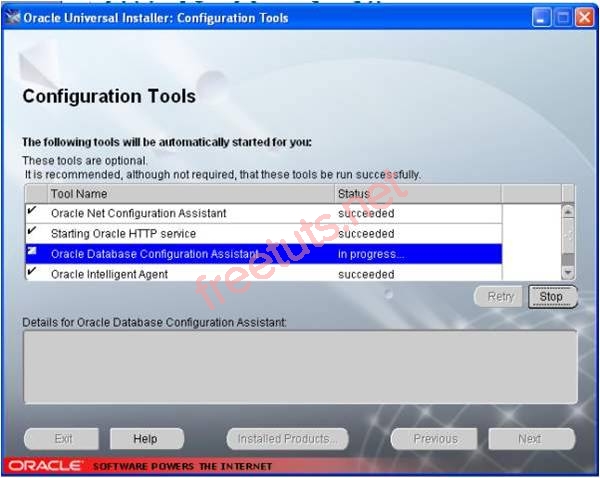 Oracle Universal Installer: Configuration Tools
Configuration Tools
The following tools will be automatically started for you:
These tools are optional.
It is recommended, although not required, that these tools be run successfully.
Tool Name Status
Oracle Net Configuration Assistant succeeded
Starting Oracle HTTP service succeeded
Oracle Database Configuration Assistant in progress...
Oracle Intelligent Agent succeeded
freetuts.net
Retry Stop
Details for Oracle Database Configuration Assistant:
Exit Help Installed Products... Previous Next
ORACLE® SOFTWARE POWERS THE INTERNET